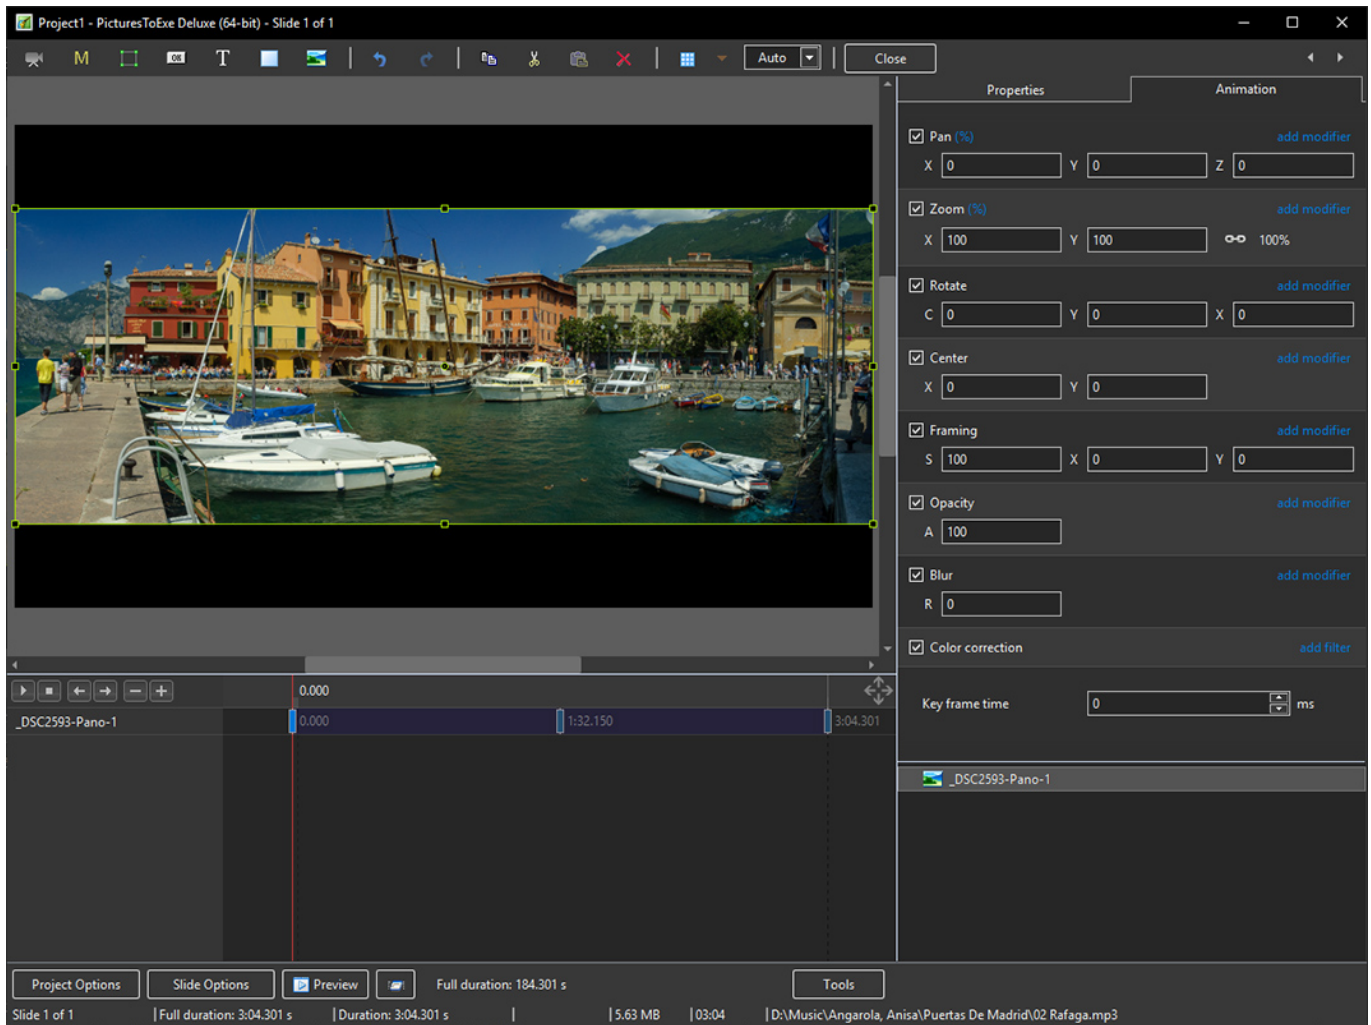 Project1 - PicturesToExe Deluxe (64-bit) - Slide 1 of 1
M OK T Auto Close
Properties Animation
Pan (%) add modifier
X 0 Y 0 Z 0
Zoom (%) add modifier
X 100 Y 100 100%
Rotate add modifier
C 0 Y 0 X 0
Center add modifier
X 0 Y 0
Framing add modifier
S 100 X 0 Y 0
Opacity add modifier
A 100
Blur add modifier
R 0
Color correction add filter
Key frame time 0 ms
_DSC2593-Pano-1
0.000
_DSC2593-Pano-1 0.000 1:32.150 3:04.301
Project Options Slide Options Preview Full duration: 184.301 s Tools
Slide 1 of 1 |Full duration: 3:04.301 s |Duration: 3:04.301 s | |5.63 MB |03:04 |D:\Music\Angarola, Anisa\Puertas De Madrid\02 Rafaga.mp3